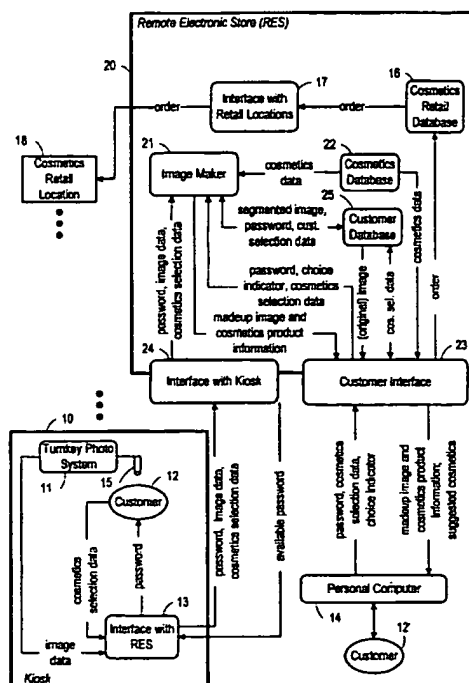 Remote Electronic Store (RES)
20
17
16
order
Interface with
Retail Locations
order
Cosmetics
Retail
Database
18
Cosmetics
Retail
Location
21
Image Maker
cosmetics
data
22
Cosmetics
Database
25
Customer
Database
segmented image,
password, cust.
selection data
password, image data,
cosmetics selection data
password, choice
indicator, cosmetics
selection data
madeup image and
cosmetics product
information
(original) image
cos. sel. data
cosmetics data
order
24
Interface with Kiosk
23
Customer Interface
10
Turnkey Photo
System
11
15
12
Customer
cosmetics
selection data
password
13
Interface with
RES
image
data
Kiosk
password, image data,
cosmetics selection data
available password
password, cosmetics
selection data,
choice indicator
madeup image and
cosmetics product
information;
suggested cosmetics
Personal Computer
14
12'
Customer